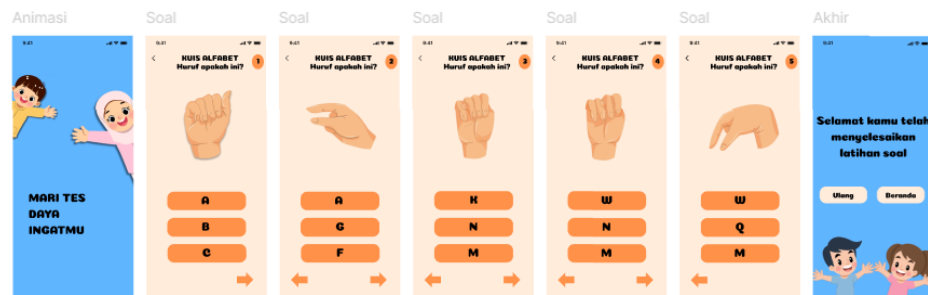 Animasi
Soal
Soal
Soal
Soal
Soal
Akhir
9:41
MARI TES
DAYA
INGATMU
9:41
KUIS ALFABET
Huruf apakah ini?
1
A
B
C
9:41
KUIS ALFABET
Huruf apakah ini?
2
A
G
F
9:41
KUIS ALFABET
Huruf apakah ini?
3
K
N
M
9:41
KUIS ALFABET
Huruf apakah ini?
4
W
N
M
9:41
KUIS ALFABET
Huruf apakah ini?
5
W
Q
M
9:41
Selamat kamu telah
menyelesaikan
latihan soal
Ulang
Beranda